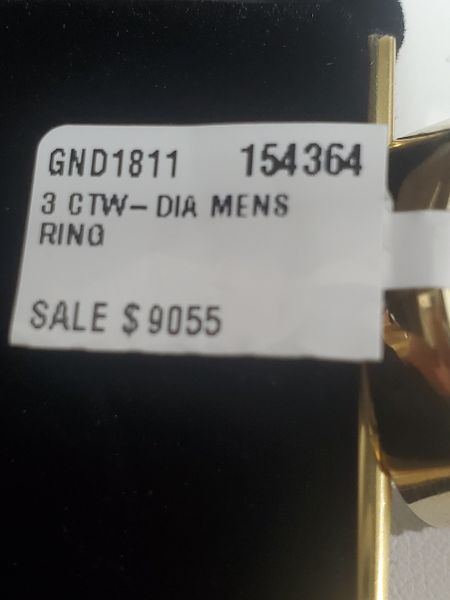 GND1811 154364
3 CTW-DIA MENS
RING
SALE $9055